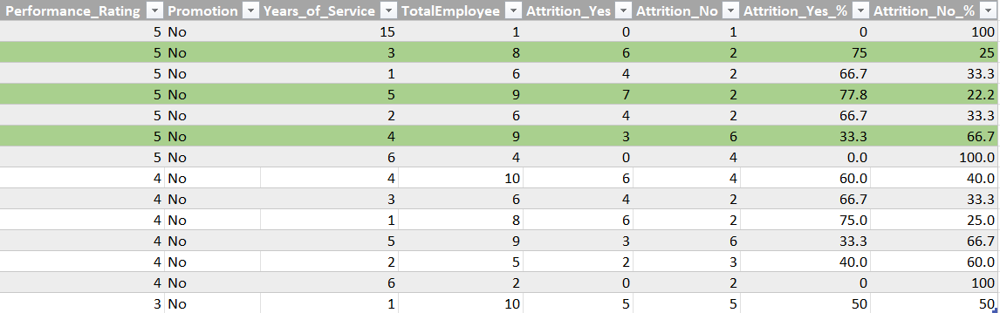 Performance_Rating Promotion Years_of_Service TotalEmployee Attrition_Yes Attrition_No Attrition_Yes_% Attrition_No_%
5 No 15 1 0 1 0 100
5 No 3 8 6 2 75 25
5 No 1 6 4 2 66.7 33.3
5 No 5 9 7 2 77.8 22.2
5 No 2 6 4 2 66.7 33.3
5 No 4 9 3 6 33.3 66.7
5 No 6 4 0 4 0.0 100.0
4 No 4 10 6 4 60.0 40.0
4 No 3 6 4 2 66.7 33.3
4 No 1 8 6 2 75.0 25.0
4 No 5 9 3 6 33.3 66.7
4 No 2 5 2 3 40.0 60.0
4 No 6 2 0 2 0 100
3 No 1 10 5 5 50 50